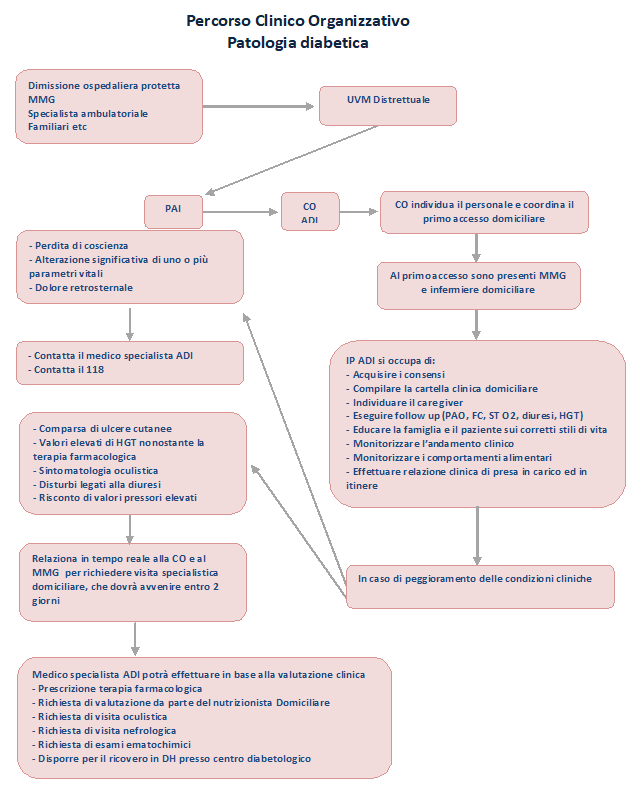 Percorso Clinico Organizzativo
Patologia diabetica
Dimissione ospedaliera protetta
MMG
Specialista ambulatoriale
Familiari etc
UVM Distrettuale
PAI
CO
ADI
CO individua il personale e coordina il
primo accesso domiciliare
- Perdita di coscienza
- Alterazione significativa di uno o più
parametri vitali
- Dolore retrosternale
Al primo accesso sono presenti MMG
e infermiere domiciliare
- Contatta il medico specialista ADI
- Contatta il 118
IP ADI si occupa di:
- Acquisire i consensi
- Compilare la cartella clinica domiciliare
- Individuare il caregiver
- Eseguire follow up (PAO, FC, ST O2, diuresi, HGT)
- Educare la famiglia e il paziente sui corretti stili di vita
- Monitorizzare l'andamento clinico
- Monitorizzare i comportamenti alimentari
- Effettuare relazione clinica di presa in carico ed in
itinere
- Comparsa di ulcere cutanee
- Valori elevati di HGT nonostante la
terapia farmacologica
- Sintomatologia oculistica
- Disturbi legati alla diuresi
- Riscontro di valori pressori elevati
Relaziona in tempo reale alla CO e al
MMG per richiedere visita specialistica
domiciliare, che dovrà avvenire entro 2
giorni
In caso di peggioramento delle condizioni cliniche
Medico specialista ADI potrà effettuare in base alla valutazione clinica
- Prescrizione terapia farmacologica
- Richiesta di valutazione da parte del nutrizionista Domiciliare
- Richiesta di visita oculistica
- Richiesta di visita nefrologica
- Richiesta di esami ematochimici
- Disporre per il ricovero in DH presso centro diabetologico